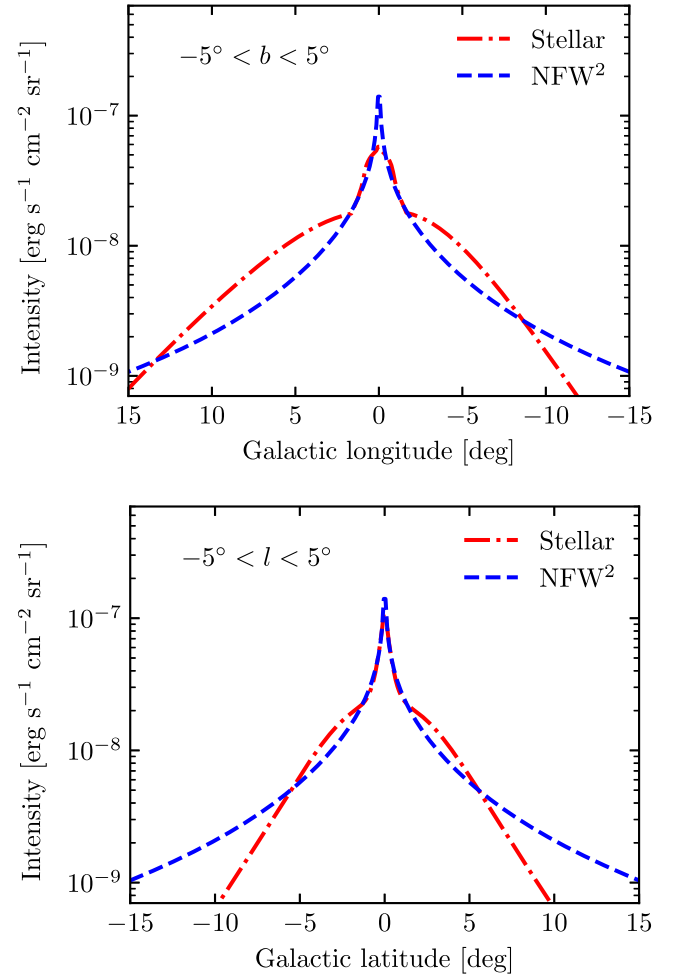 −5° < b < 5°
Stellar
NFW²
Intensity [erg s⁻¹ cm⁻² sr⁻¹]
10⁻⁷
10⁻⁸
10⁻⁹
15 10 5 0 −5 −10 −15
Galactic longitude [deg]
−5° < l < 5°
Stellar
NFW²
Intensity [erg s⁻¹ cm⁻² sr⁻¹]
10⁻⁷
10⁻⁸
10⁻⁹
−15 −10 −5 0 5 10 15
Galactic latitude [deg]